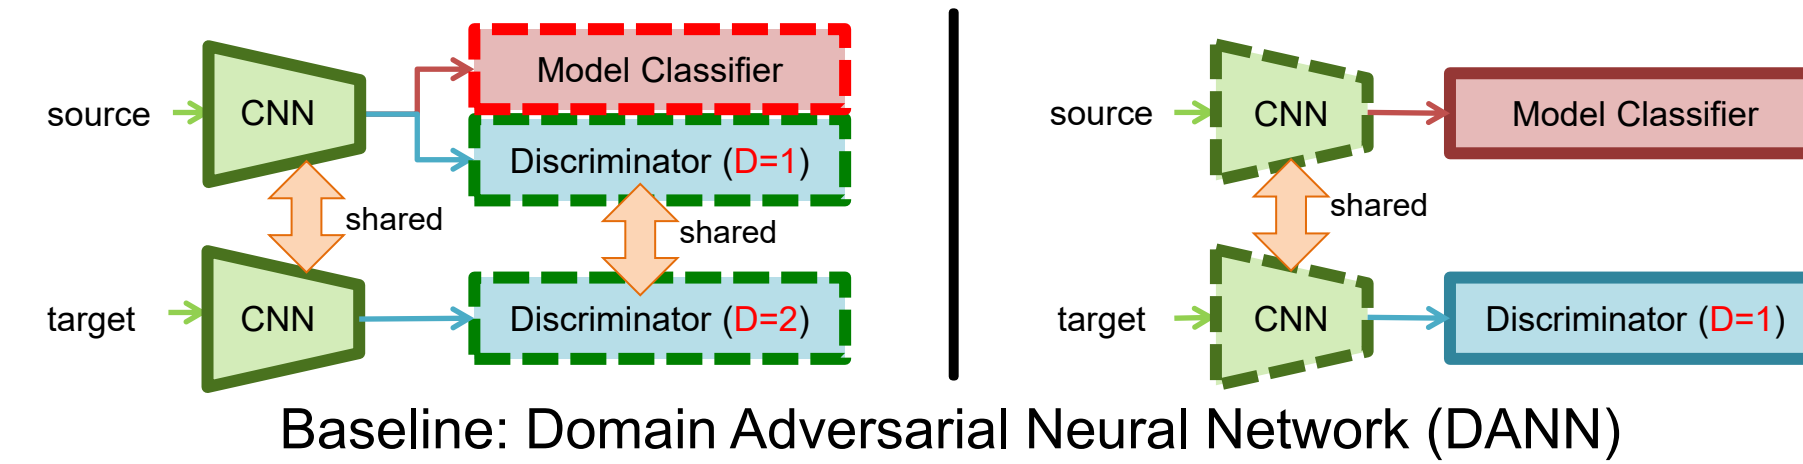 source
CNN
Model Classifier
Discriminator (D=1)
shared
shared
target
CNN
Discriminator (D=2)
source
CNN
Model Classifier
shared
target
CNN
Discriminator (D=1)
Baseline: Domain Adversarial Neural Network (DANN)